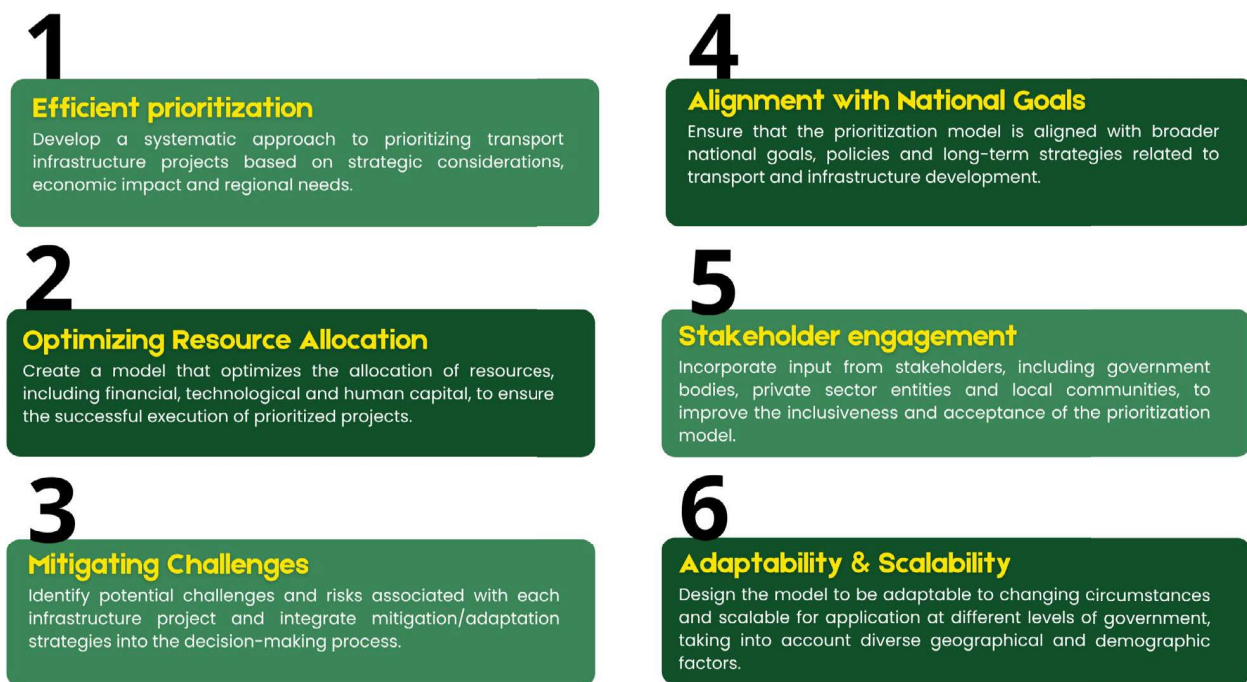 1
Efficient prioritization
Develop a systematic approach to prioritizing transport
infrastructure projects based on strategic considerations,
economic impact and regional needs.
2
Optimizing Resource Allocation
Create a model that optimizes the allocation of resources,
including financial, technological and human capital, to ensure
the successful execution of prioritized projects.
3
Mitigating Challenges
Identify potential challenges and risks associated with each
infrastructure project and integrate mitigation/adaptation
strategies into the decision-making process.
4
Alignment with National Goals
Ensure that the prioritization model is aligned with broader
national goals, policies and long-term strategies related to
transport and infrastructure development.
5
Stakeholder engagement
Incorporate input from stakeholders, including government
bodies, private sector entities and local communities, to
improve the inclusiveness and acceptance of the prioritization
model.
6
Adaptability & Scalability
Design the model to be adaptable to changing circumstances
and scalable for application at different levels of government,
taking into account diverse geographical and demographic
factors.